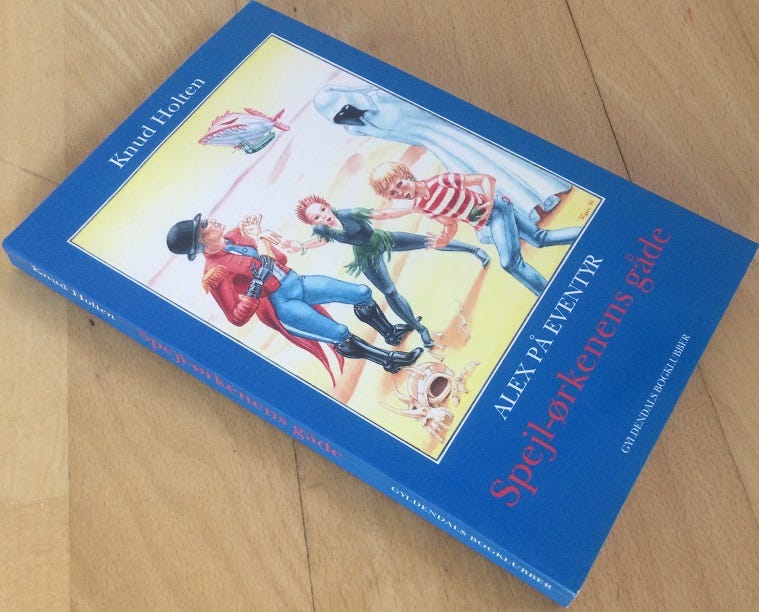 Knud Holten
ALEX PÅ EVENTYR
Spejl-ørkenens gåde
GYLDENDALS BOGKLUBBER
Knud Holten
Spejl-ørkenens gåde
GYLDENDALS BOGKLUBBER